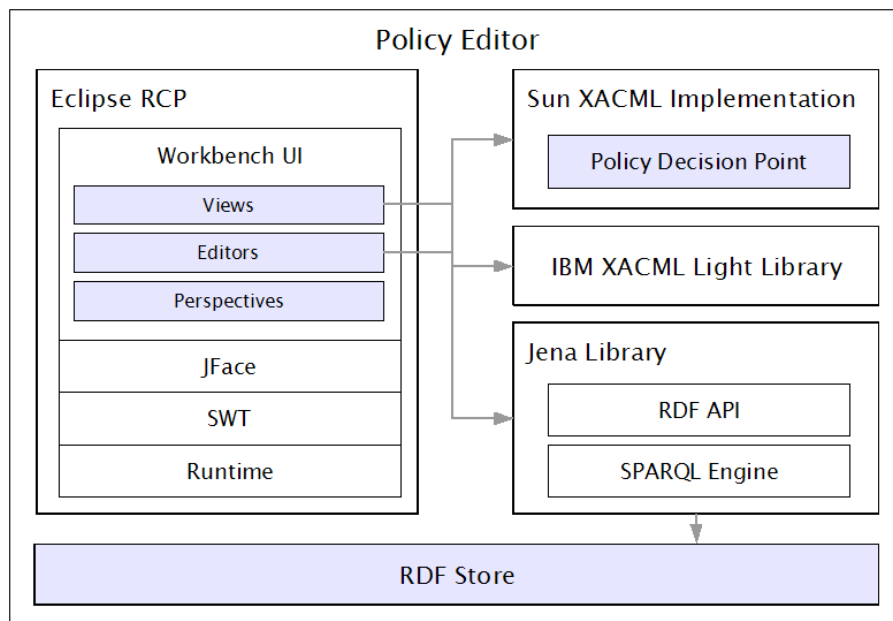 Policy Editor
Eclipse RCP
Workbench UI
Views
Editors
Perspectives
JFace
SWT
Runtime
Sun XACML Implementation
Policy Decision Point
IBM XACML Light Library
Jena Library
RDF API
SPARQL Engine
RDF Store